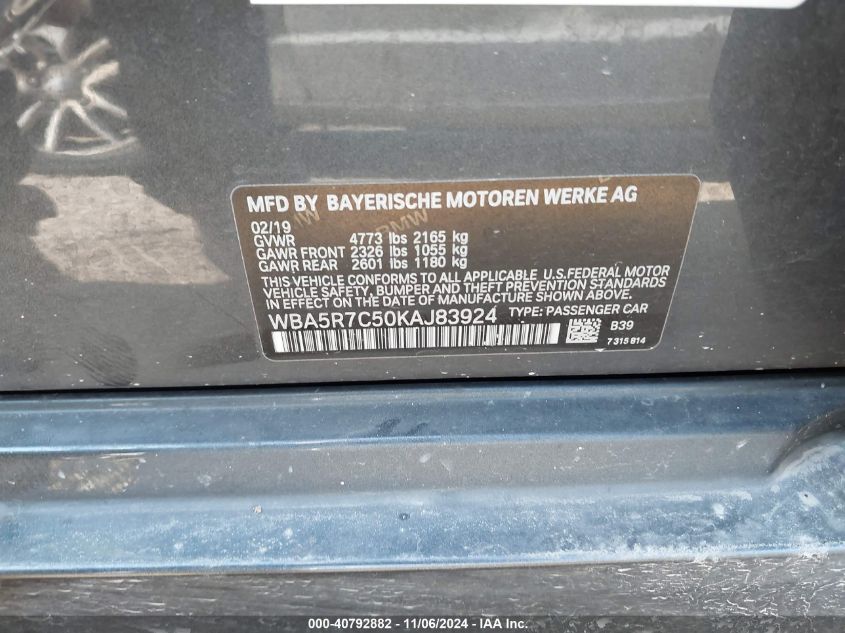 MFD BY BAYERISCHE MOTOREN WERKE AG
02/19
GVWR 4773 lbs 2165 kg
GAWR FRONT 2326 lbs 1055 kg
GAWR REAR 2601 lbs 1180 kg
THIS VEHICLE CONFORMS TO ALL APPLICABLE U.S.FEDERAL MOTOR
VEHICLE SAFETY, BUMPER AND THEFT PREVENTION STANDARDS
IN EFFECT ON THE DATE OF MANUFACTURE SHOWN ABOVE.
WBA5R7C50KAJ83924 TYPE: PASSENGER CAR
B39
7 315 814
BMW
000-40792882 - 11/06/2024 - IAA Inc.